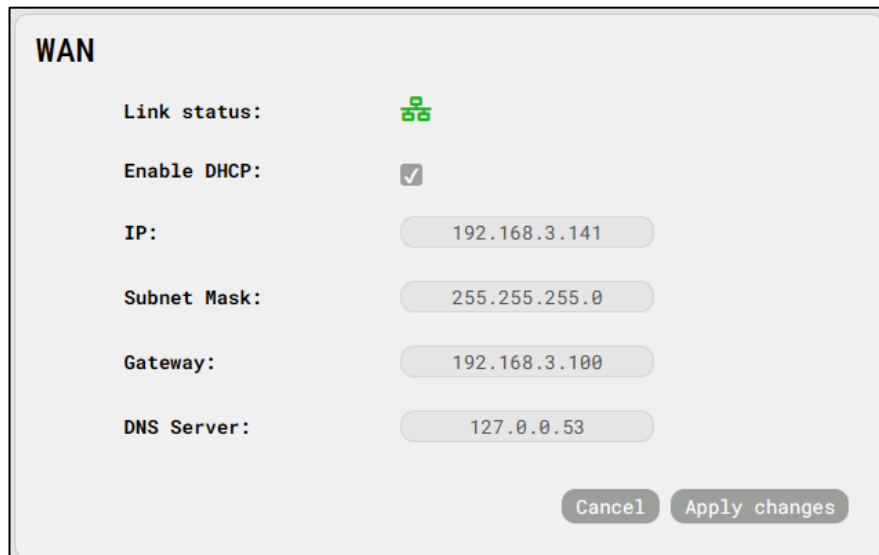 WAN
Link status:
Enable DHCP:
IP: 192.168.3.141
Subnet Mask: 255.255.255.0
Gateway: 192.168.3.100
DNS Server: 127.0.0.53
Cancel Apply changes